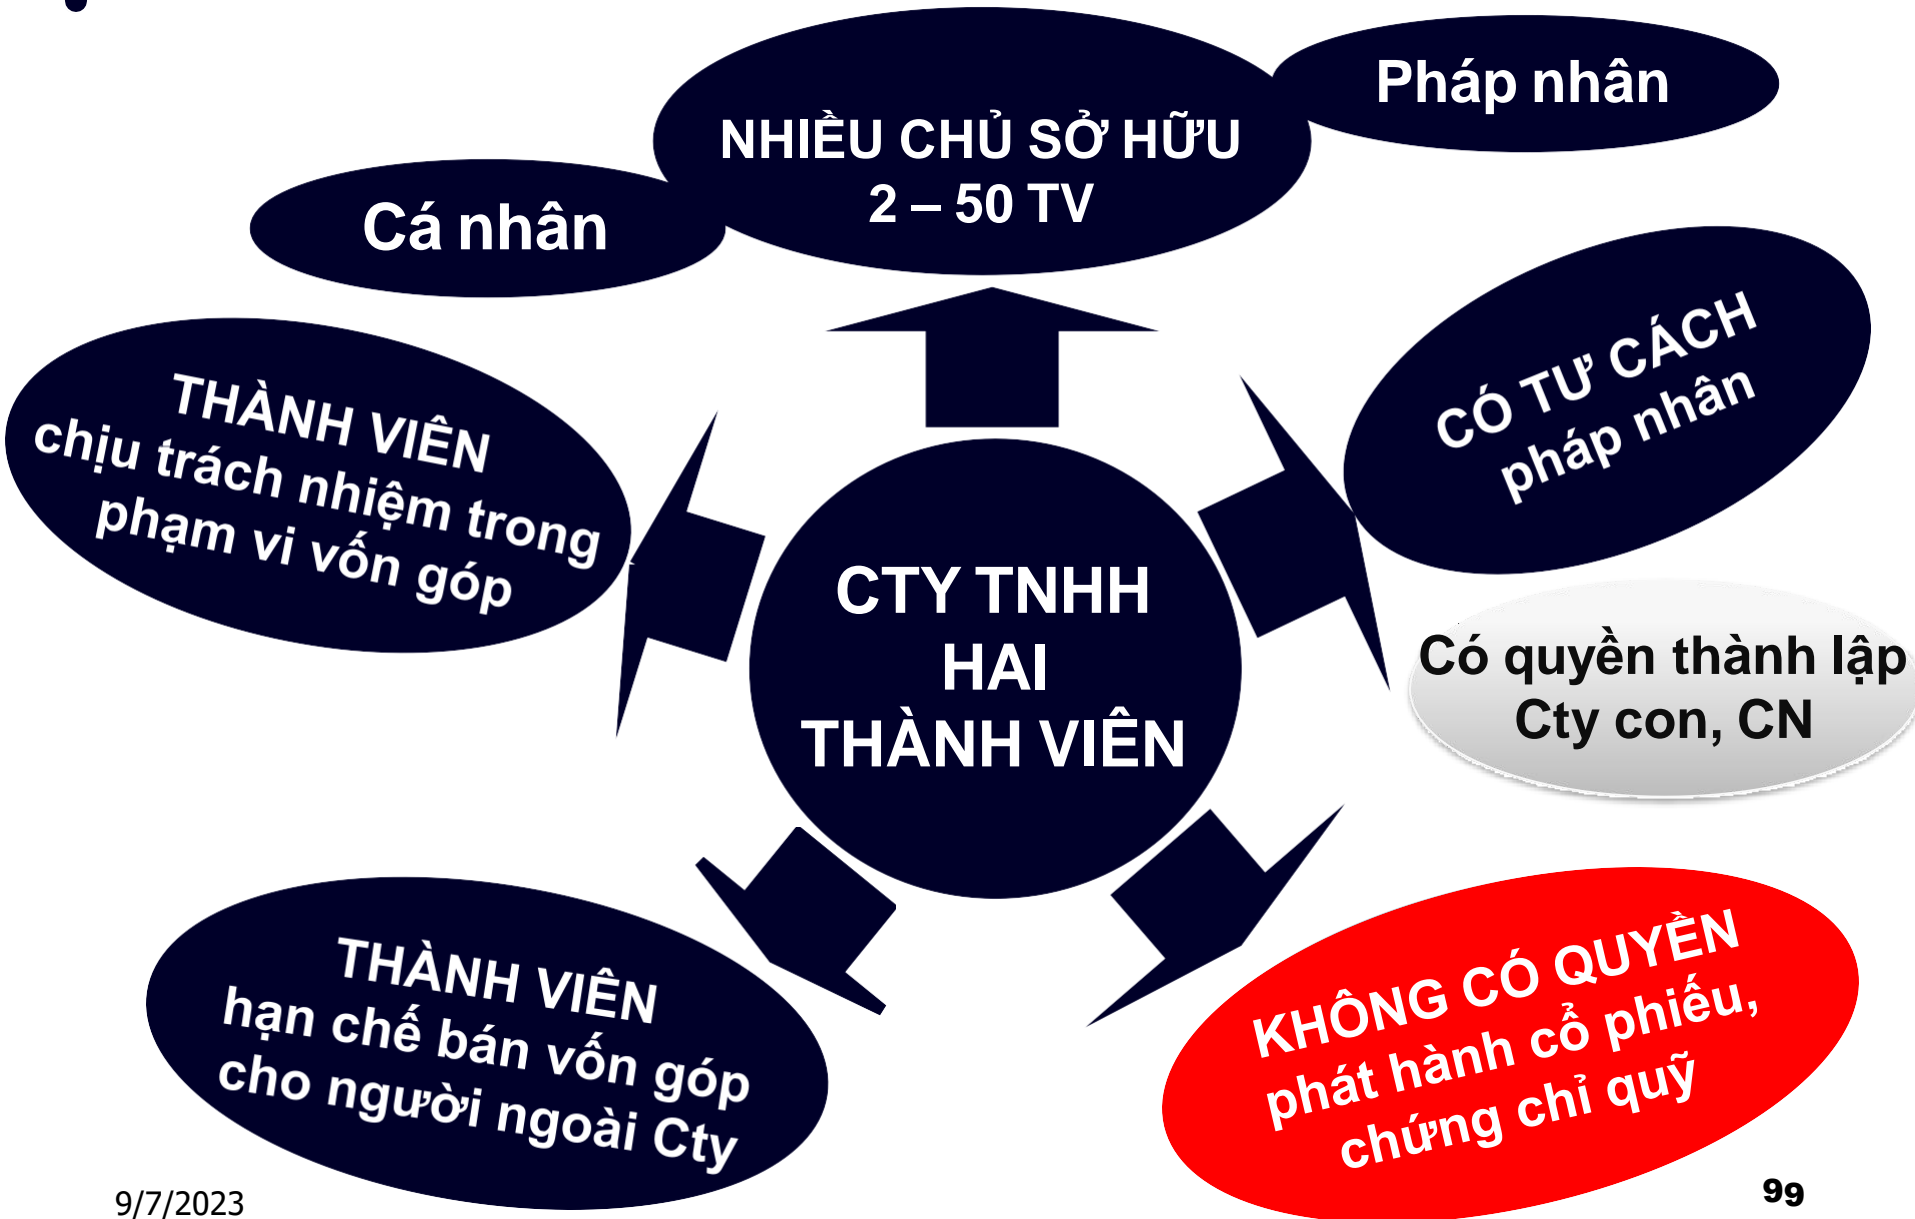 Pháp nhân
NHIỀU CHỦ SỞ HỮU
2 – 50 TV
Cá nhân
CÓ TƯ CÁCH
pháp nhân
THÀNH VIÊN
chịu trách nhiệm trong
phạm vi vốn góp
CTY TNHH
HAI
THÀNH VIÊN
Có quyền thành lập
Cty con, CN
THÀNH VIÊN
hạn chế bán vốn góp
cho người ngoài Cty
KHÔNG CÓ QUYỀN
phát hành cổ phiếu,
chứng chỉ quỹ
9/7/2023
99